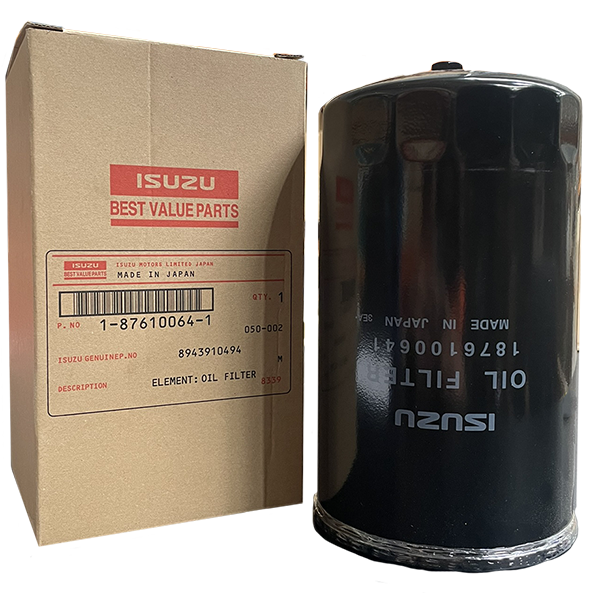 ISUZU
BEST VALUE PARTS
ISUZU
BEST VALUE PARTS
ISUZU MOTORS LIMITED JAPAN
MADE IN JAPAN
QTY. 1
P.NO 1-87610064-1
050-002
ISUZU GENUINEP.NO 8943910494 M
DESCRIPTION ELEMENT: OIL FILTER 8339
ISUZU
OIL FILTER
1876100641
MADE IN JAPAN